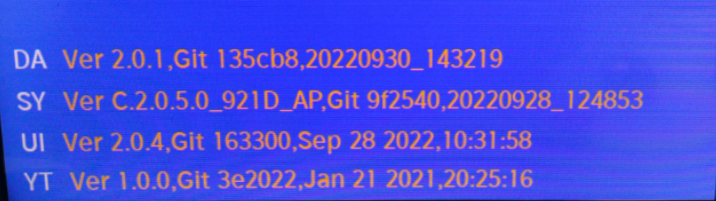 DA Ver 2.0.1,Git 135cb8,20220930_143219
SY Ver C.2.0.5.0_921D_AP,Git 9f2540,20220928_124853
UI Ver 2.0.4,Git 163300,Sep 28 2022,10:31:58
YT Ver 1.0.0,Git 3e2022,Jan 21 2021,20:25:16